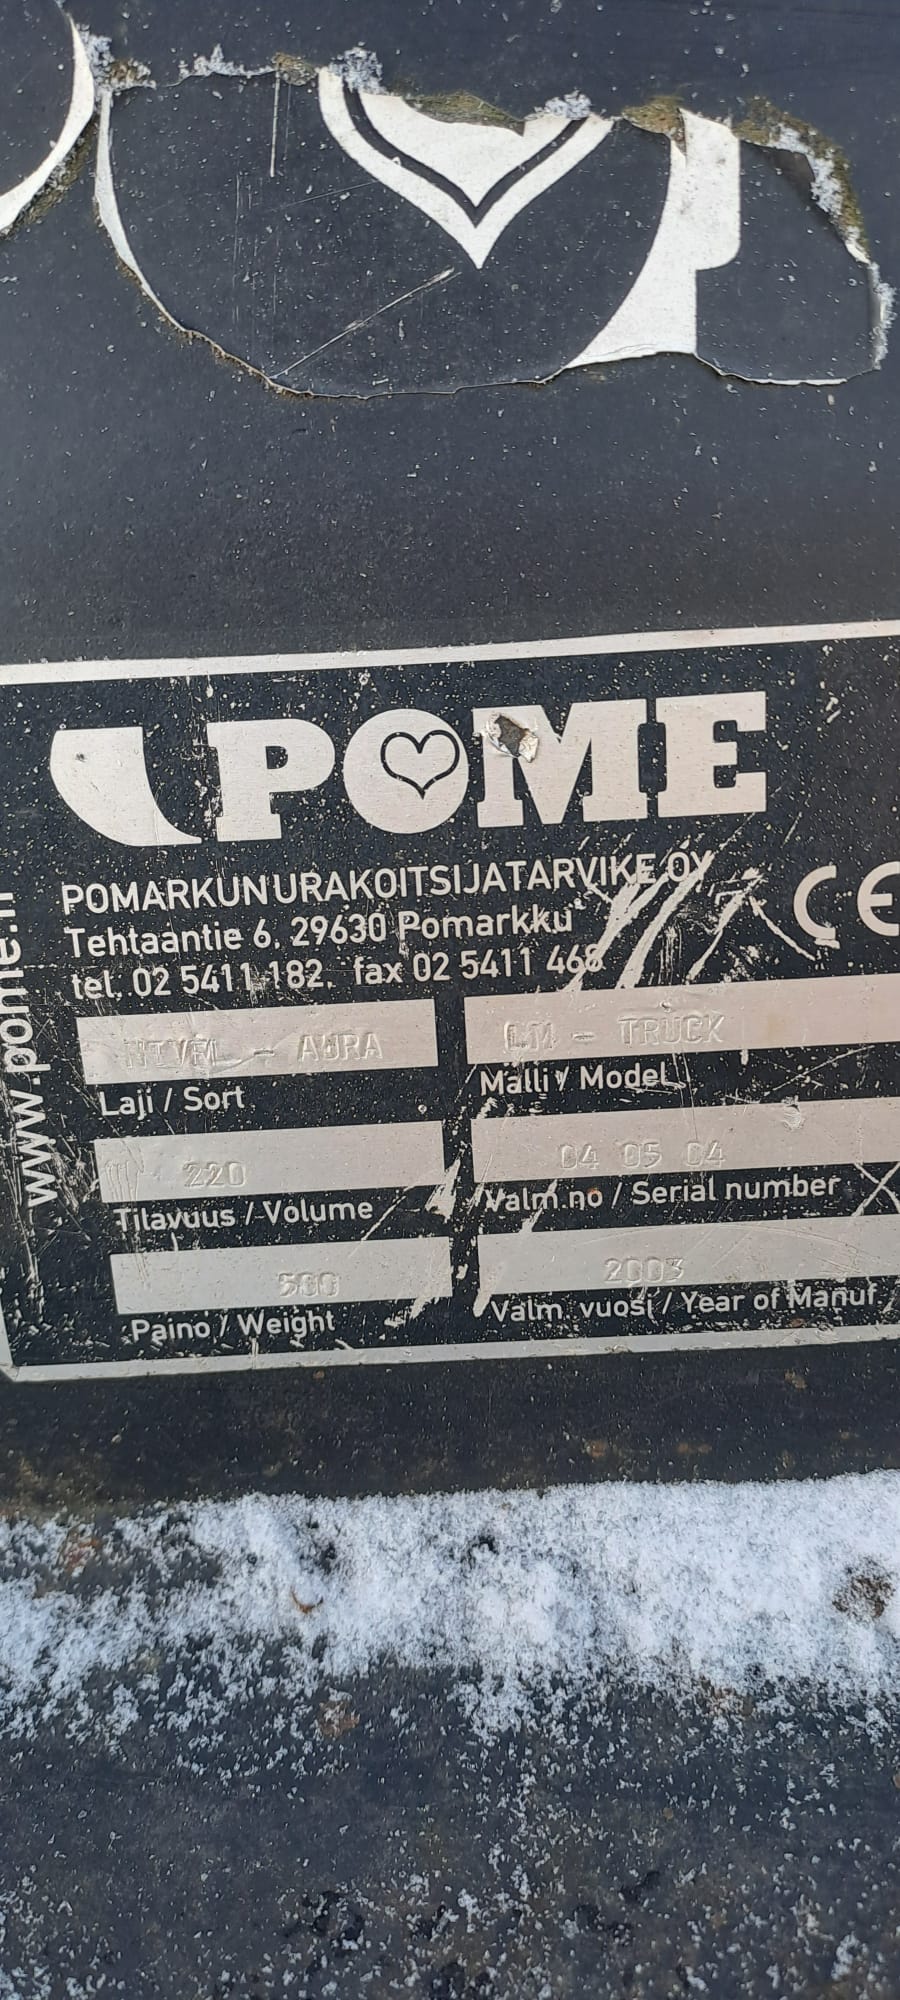 POME
POMARKUN URAKOITSIJATARVIKE OY
Tehtaantie 6, 29630 Pomarkku
tel. 02 5411 182, fax 02 5411 468
CE
www.pome.fi
NIVEL - AURA
Laji / Sort
LM - TRUCK
Malli / Model
220
Tilavuus / Volume
04 05 04
Valm.no / Serial number
500
Paino / Weight
2003
Valm. vuosi / Year of Manuf.